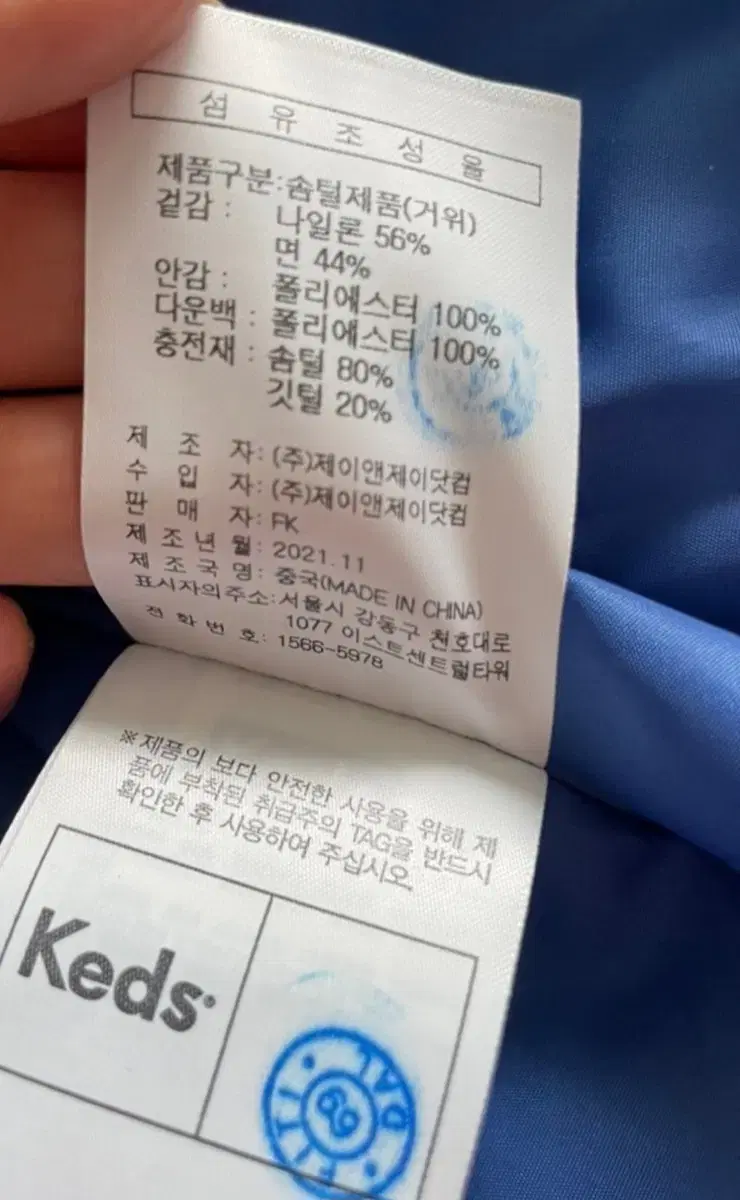 섬유조성율
제품구분:솜털제품(거위)
겉감 : 나일론 56%
면 44%
안감 : 폴리에스터 100%
다운백 : 폴리에스터 100%
충전재 : 솜털 80%
깃털 20%
제 조 자: (주)제이앤제이닷컴
수 입 자: (주)제이앤제이닷컴
판 매 자: FK
제 조 년 월: 2021.11
제 조 국 명: 중국(MADE IN CHINA)
표시자의주소:서울시 강동구 천호대로
1077 이스트센트럴타워
전 화 번 호: 1566-5978
※제품의 보다 안전한 사용을 위해 제
품에 부착된 취급주의 TAG을 반드시
확인한 후 사용하여 주십시오.
Keds
69